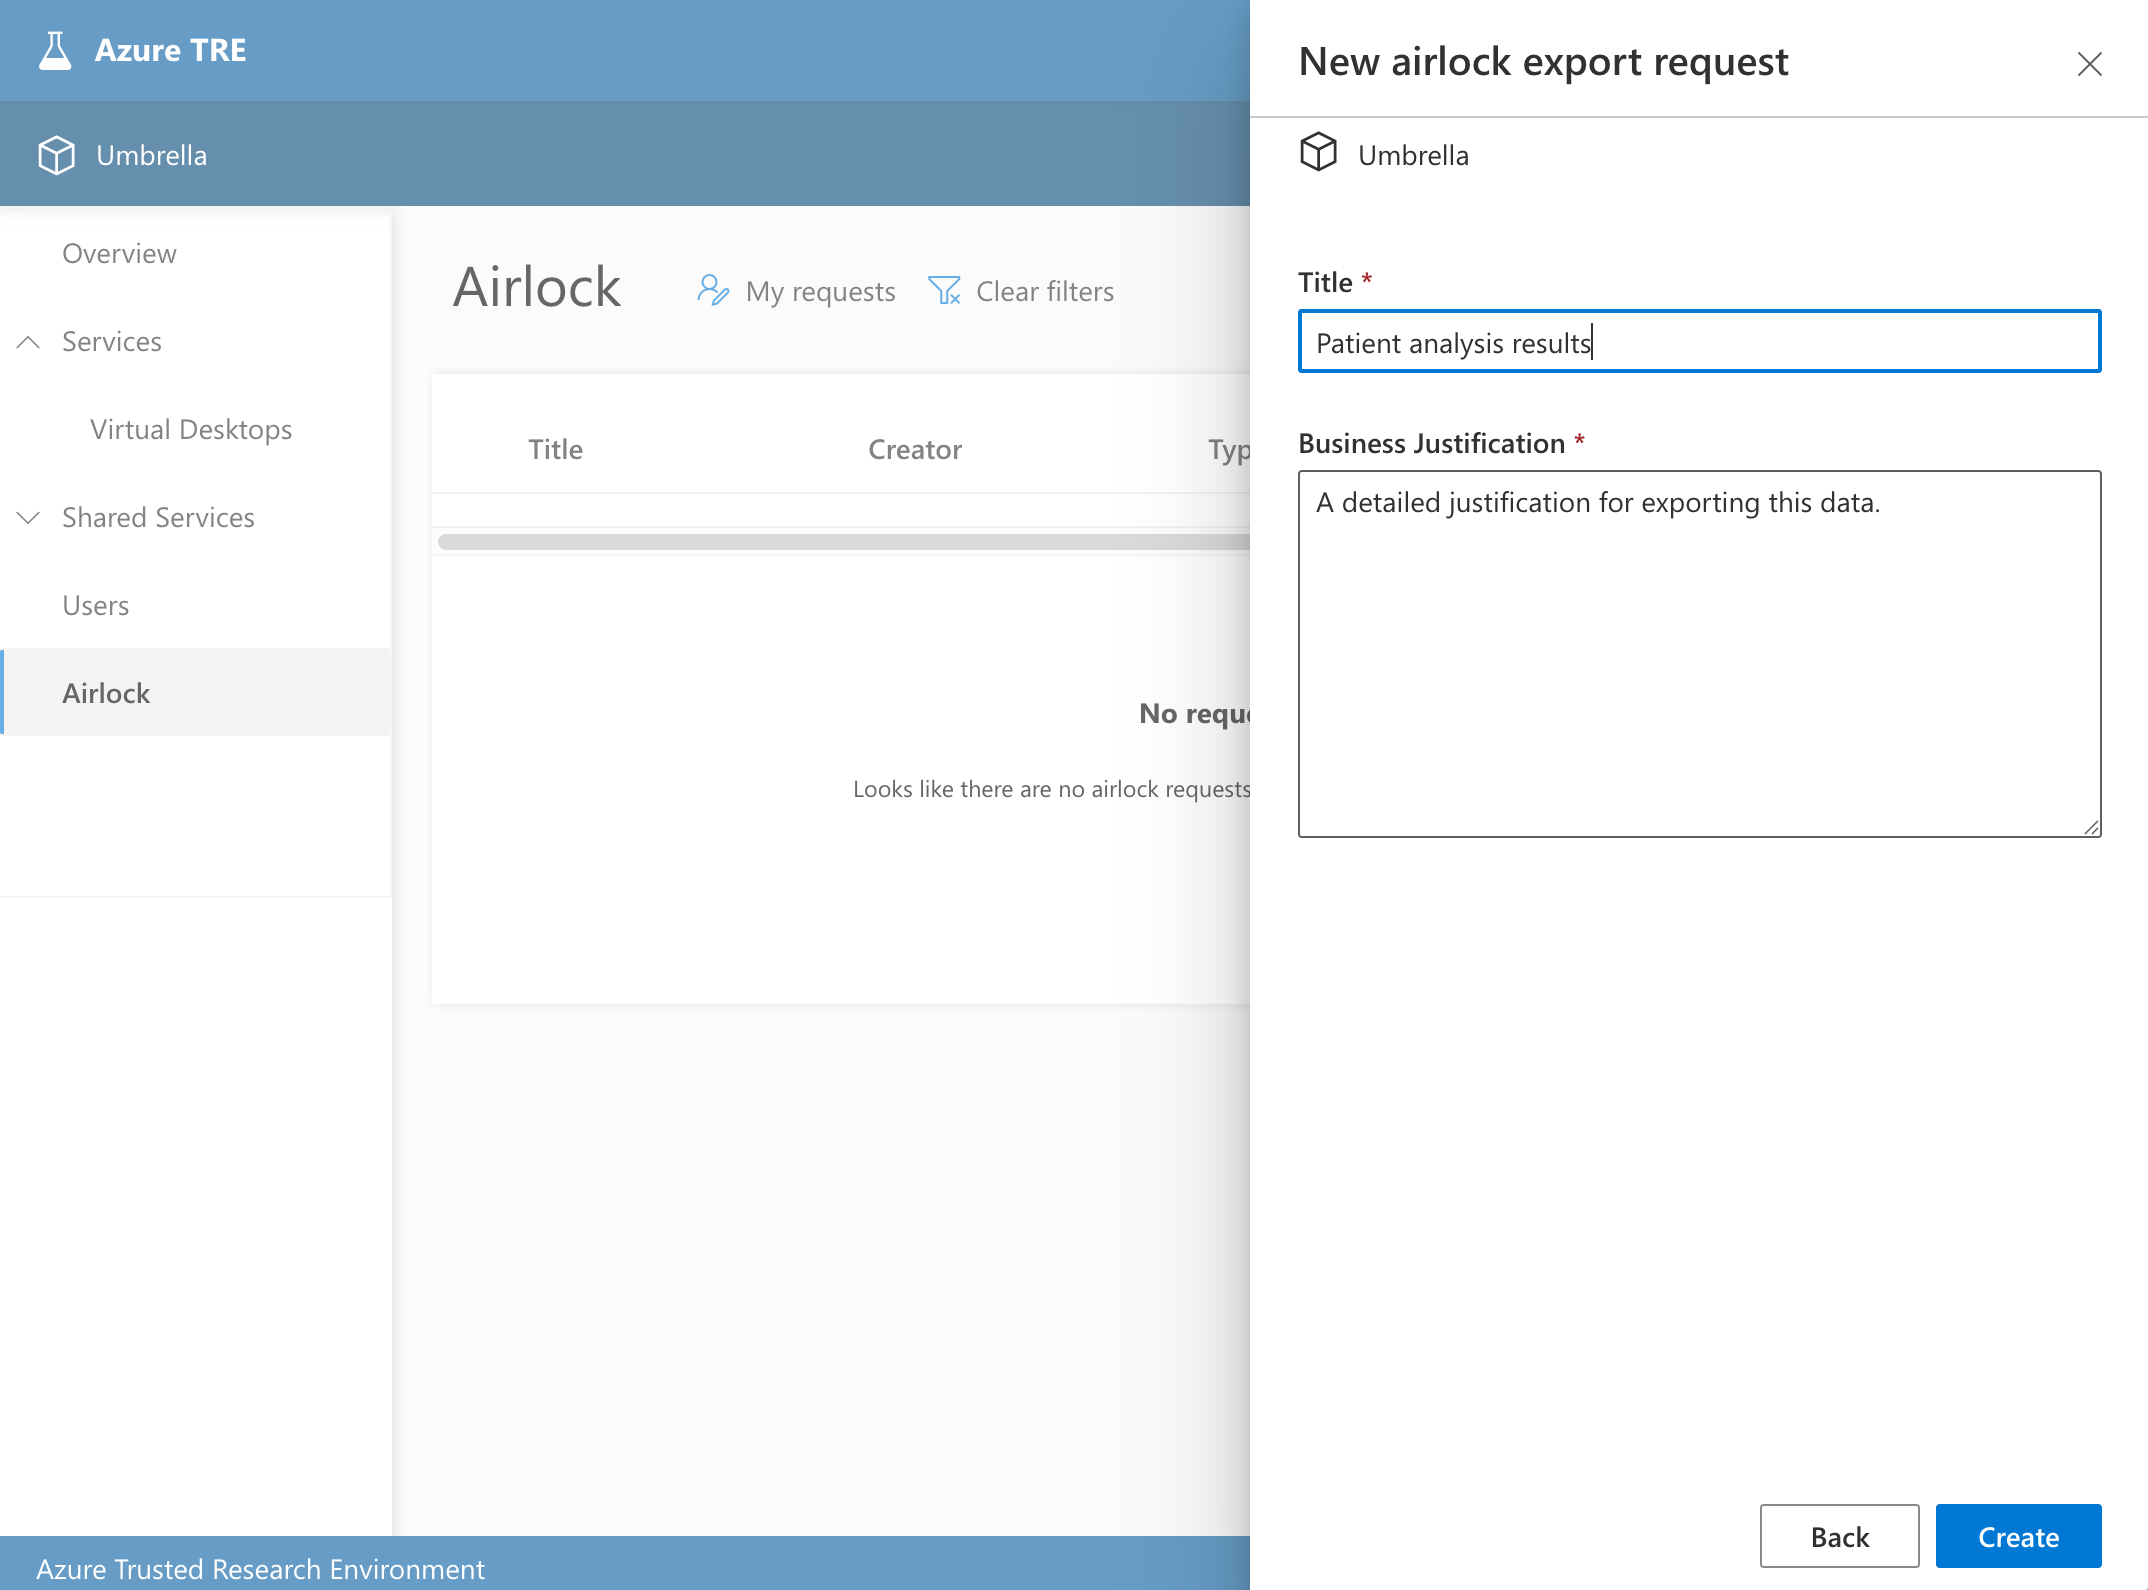 Azure TRE
Umbrella
Overview
Services
Virtual Desktops
Shared Services
Users
Airlock
Airlock
My requests
Clear filters
Title
Creator
Typ
No reque
Looks like there are no airlock requests
Azure Trusted Research Environment
New airlock export request
Umbrella
Title *
Patient analysis results
Business Justification *
A detailed justification for exporting this data.
Back
Create